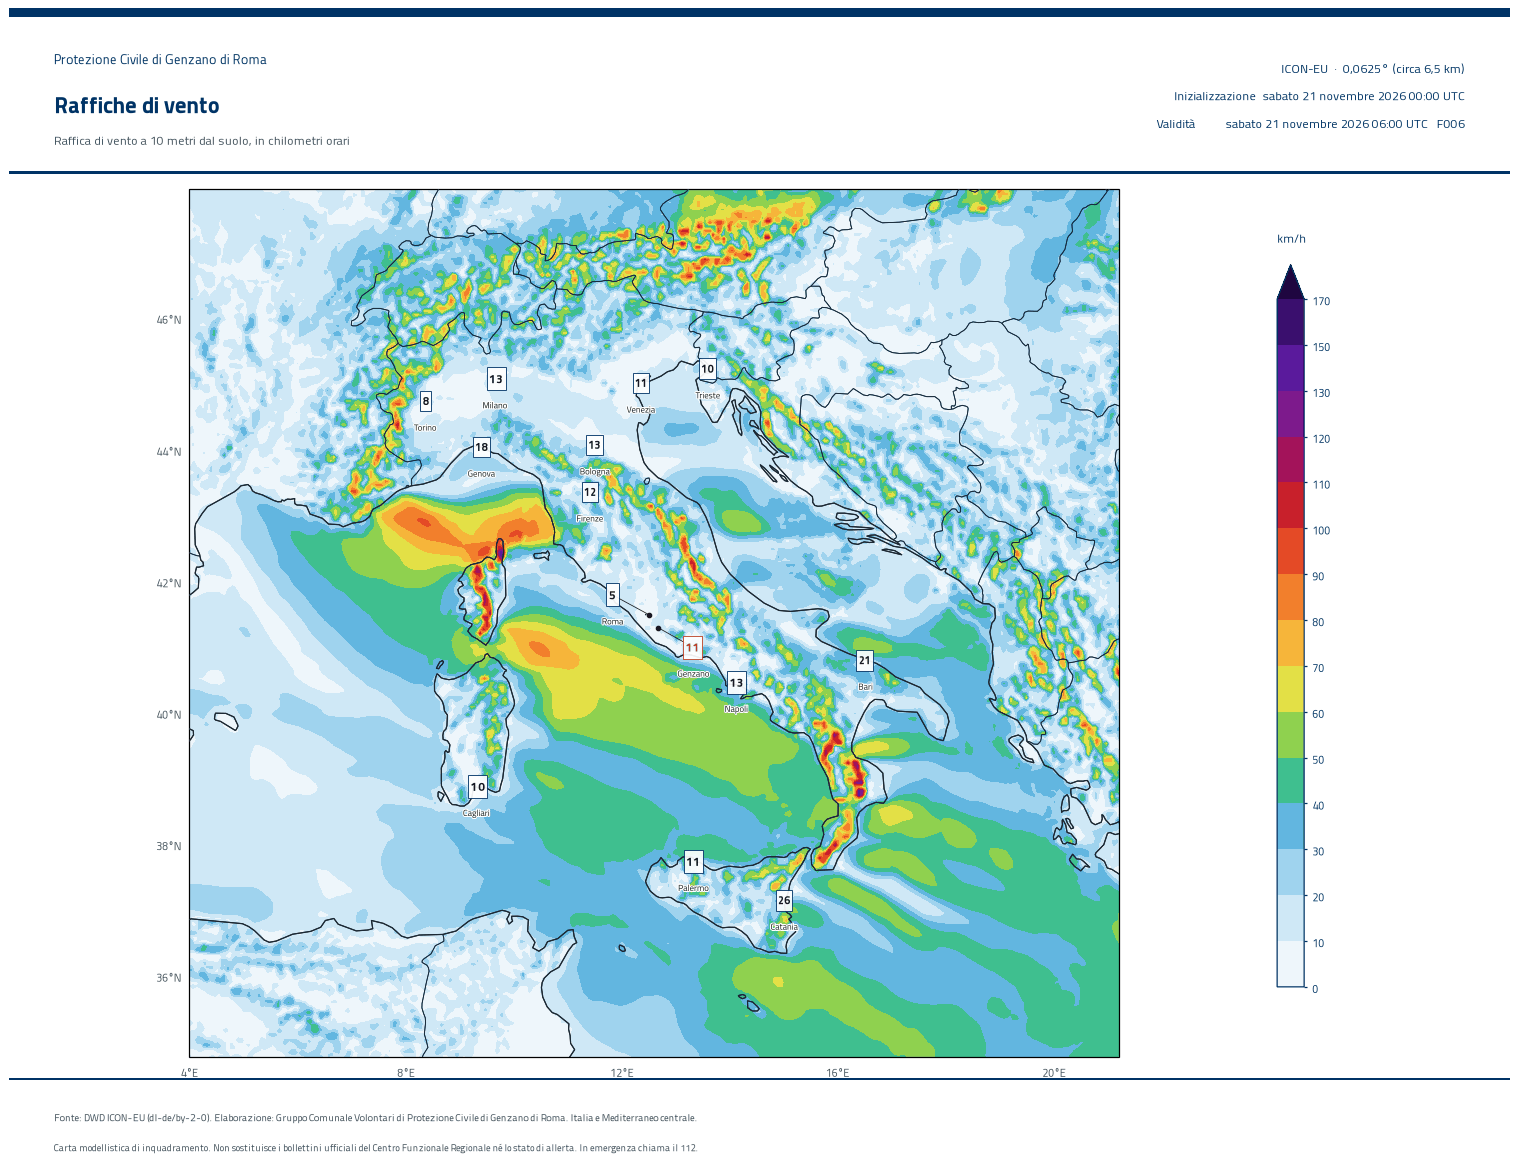 Protezione Civile di Genzano di Roma
Raffiche di vento
Raffica di vento a 10 metri dal suolo, in chilometri orari
ICON-EU · 0,0625° (circa 6,5 km)
Inizializzazione sabato 21 novembre 2026 00:00 UTC
Validità sabato 21 novembre 2026 06:00 UTC F006
km/h
170
150
130
120
110
100
90
80
70
60
50
40
30
20
10
0
46°N
44°N
42°N
40°N
38°N
36°N
4°E
8°E
12°E
16°E
20°E
13
Milano
8
Torino
11
Venezia
10
Trieste
18
Genova
13
Bologna
12
Firenze
5
Roma
11
Genzano
13
Napoli
21
Bari
10
Cagliari
11
Palermo
26
Catania
Fonte: DWD ICON-EU (dl-de/by-2-0). Elaborazione: Gruppo Comunale Volontari di Protezione Civile di Genzano di Roma. Italia e Mediterraneo centrale.
Carta modellistica di inquadramento. Non sostituisce i bollettini ufficiali del Centro Funzionale Regionale né lo stato di allerta. In emergenza chiama il 112.